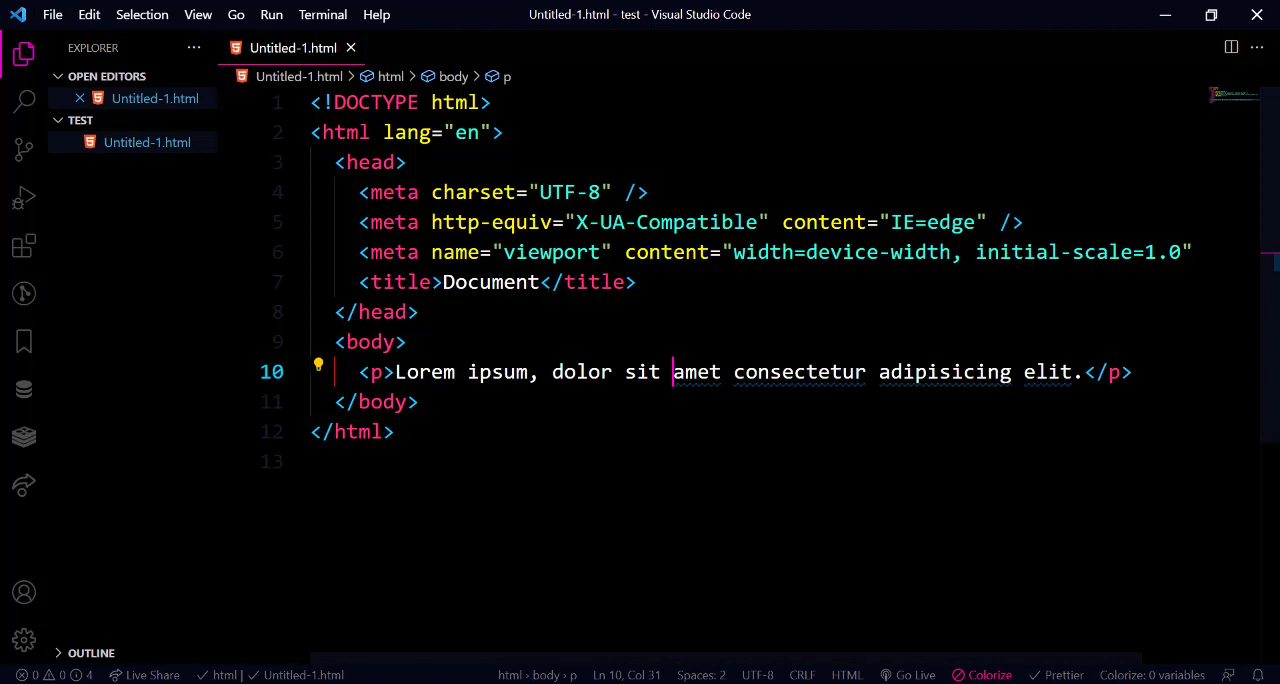 File Edit Selection View Go Run Terminal Help
Untitled-1.html - test - Visual Studio Code
EXPLORER
OPEN EDITORS
Untitled-1.html
TEST
Untitled-1.html
OUTLINE
Untitled-1.html
Untitled-1.html > html > body > p
1 <!DOCTYPE html>
2 <html lang="en">
3 <head>
4 <meta charset="UTF-8" />
5 <meta http-equiv="X-UA-Compatible" content="IE=edge" />
6 <meta name="viewport" content="width=device-width, initial-scale=1.0"
7 <title>Document</title>
8 </head>
9 <body>
10 <p>Lorem ipsum, dolor sit amet consectetur adipisicing elit.</p>
11 </body>
12 </html>
13
0 0 4 Live Share html | Untitled-1.html html › body › p Ln 10, Col 31 Spaces: 2 UTF-8 CRLF HTML Go Live Colorize Prettier Colorize: 0 variables